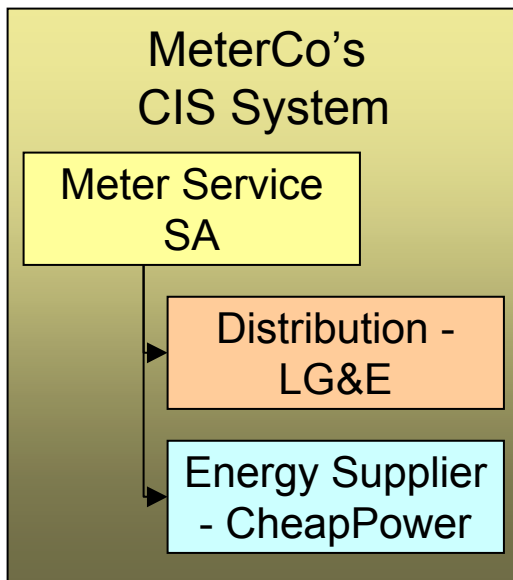 MeterCo’s
CIS System
Meter Service
SA
Distribution -
LG&E
Energy Supplier
- CheapPower